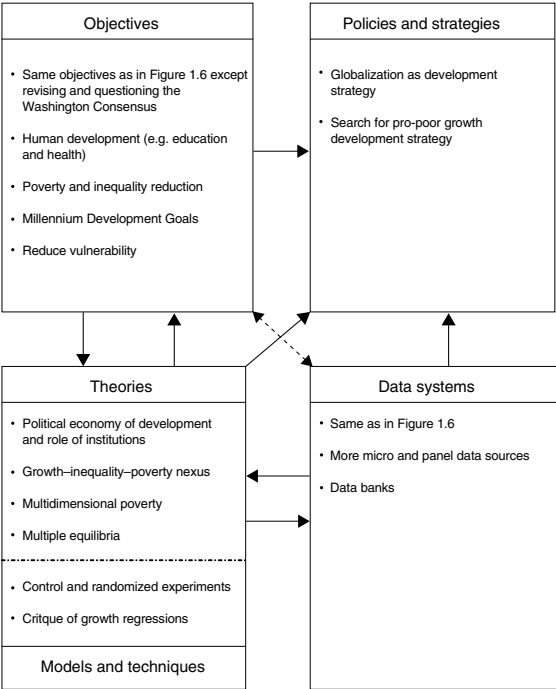 Objectives
• Same objectives as in Figure 1.6 except
revising and questioning the
Washington Consensus
• Human development (e.g. education
and health)
• Poverty and inequality reduction
• Millennium Development Goals
• Reduce vulnerability
Policies and strategies
• Globalization as development
strategy
• Search for pro-poor growth
development strategy
Theories
• Political economy of development
and role of institutions
• Growth–inequality–poverty nexus
• Multidimensional poverty
• Multiple equilibria
• Control and randomized experiments
• Critque of growth regressions
Models and techniques
Data systems
• Same as in Figure 1.6
• More micro and panel data sources
• Data banks